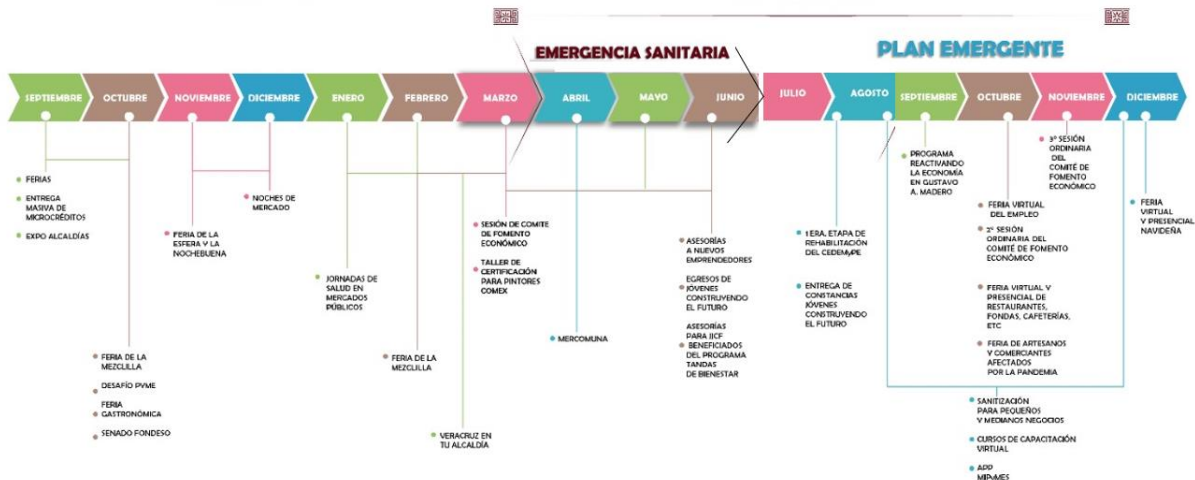 EMERGENCIA SANITARIA
PLAN EMERGENTE
SEPTIEMBRE
OCTUBRE
NOVIEMBRE
DICIEMBRE
ENERO
FEBRERO
MARZO
ABRIL
MAYO
JUNIO
JULIO
AGOSTO
SEPTIEMBRE
OCTUBRE
NOVIEMBRE
DICIEMBRE
FERIAS
ENTREGA
MASIVA DE
MICROCRÉDITOS
EXPO ALCALDÍAS
FERIA DE LA
MEZCLILLA
DESAFÍO PYME
FERIA
GASTRONÓMICA
SENADO FONDESO
FERIA DE LA
ESFERA Y LA
NOCHEBUENA
NOCHES DE
MERCADO
JORNADAS DE
SALUD EN
MERCADOS
PÚBLICOS
FERIA DE LA
MEZCLILLA
VERACRUZ EN
TU ALCALDÍA
SESIÓN DE COMITE
DE FOMENTO
ECONÓMICO
TALLER DE
CERTIFICACIÓN
PARA PINTORES
COMEX
MERCOMUNA
ASESORÍAS
A NUEVOS
EMPRENDEDORES
EGRESOS DE
JÓVENES
CONSTRUYENDO
EL FUTURO
ASESORÍAS
PARA JJCF
BENEFICIADOS
DEL PROGRAMA
TANDAS
DE BIENESTAR
1 ERA. ETAPA DE
REHABILITACIÓN
DEL CEDEMyPE
ENTREGA DE
CONSTANCIAS
JÓVENES
CONSTRUYENDO
EL FUTURO
PROGRAMA
REACTIVANDO
LA ECONOMÍA
EN GUSTAVO
A. MADERO
FERIA VIRTUAL
DEL EMPLEO
2º SESIÓN
ORDINARIA DEL
COMITÉ DE FOMENTO
ECONÓMICO
FERIA VIRTUAL Y
PRESENCIAL DE
RESTAURANTES,
FONDAS, CAFETERÍAS,
ETC
FERIA DE ARTESANOS
Y COMERCIANTES
AFECTADOS
POR LA PANDEMIA
3º SESIÓN
ORDINARIA
DEL
COMITÉ DE
FOMENTO
ECONÓMICO
FERIA
VIRTUAL
Y PRESENCIAL
NAVIDEÑA
SANITIZACIÓN
PARA PEQUEÑOS
Y MEDIANOS NEGOCIOS
CURSOS DE CAPACITACIÓN
VIRTUAL
APP
MIPyMES